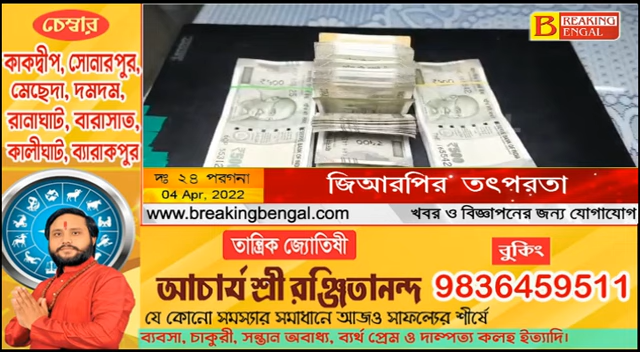 চেম্বার
কাকদ্বীপ, সোনারপুর,
মেছেদা, দমদম,
রানাঘাট, বারাসাত,
কালীঘাট, ব্যারাকপুর
B BREAKING BENGAL
দঃ ২৪ পরগনা
04 Apr, 2022
জিআরপির তৎপরতা
www.breakingbengal.com
খবর ও বিজ্ঞাপনের জন্য যোগাযোগ
তান্ত্রিক জ্যোতিষী
বুকিং
আচার্য শ্রী রঞ্জিতানন্দ
9836459511
যে কোনো সমস্যার সমাধানে আজও সাফল্যের শীর্ষে
ব্যবসা, চাকুরী, সন্তান অবাধ্য, ব্যর্থ প্রেম ও দাম্পত্য কলহ ইত্যাদি।